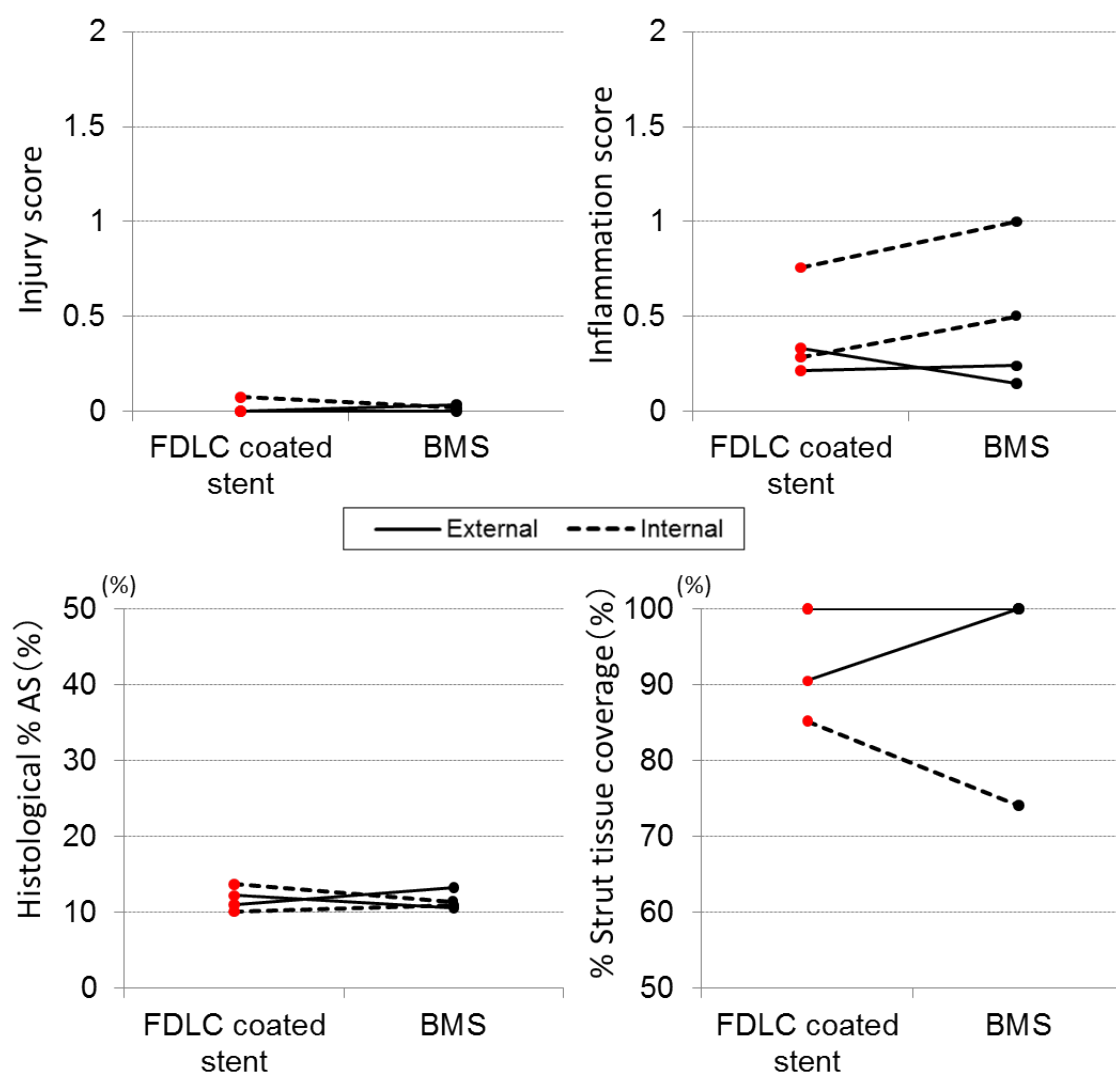 Injury score
2
1.5
1
0.5
0
FDLC coated
stent
BMS
Inflammation score
2
1.5
1
0.5
0
FDLC coated
stent
BMS
External
Internal
(%)
Histological % AS(%)
50
40
30
20
10
0
FDLC coated
stent
BMS
(%)
% Strut tissue coverage(%)
100
90
80
70
60
50
FDLC coated
stent
BMS